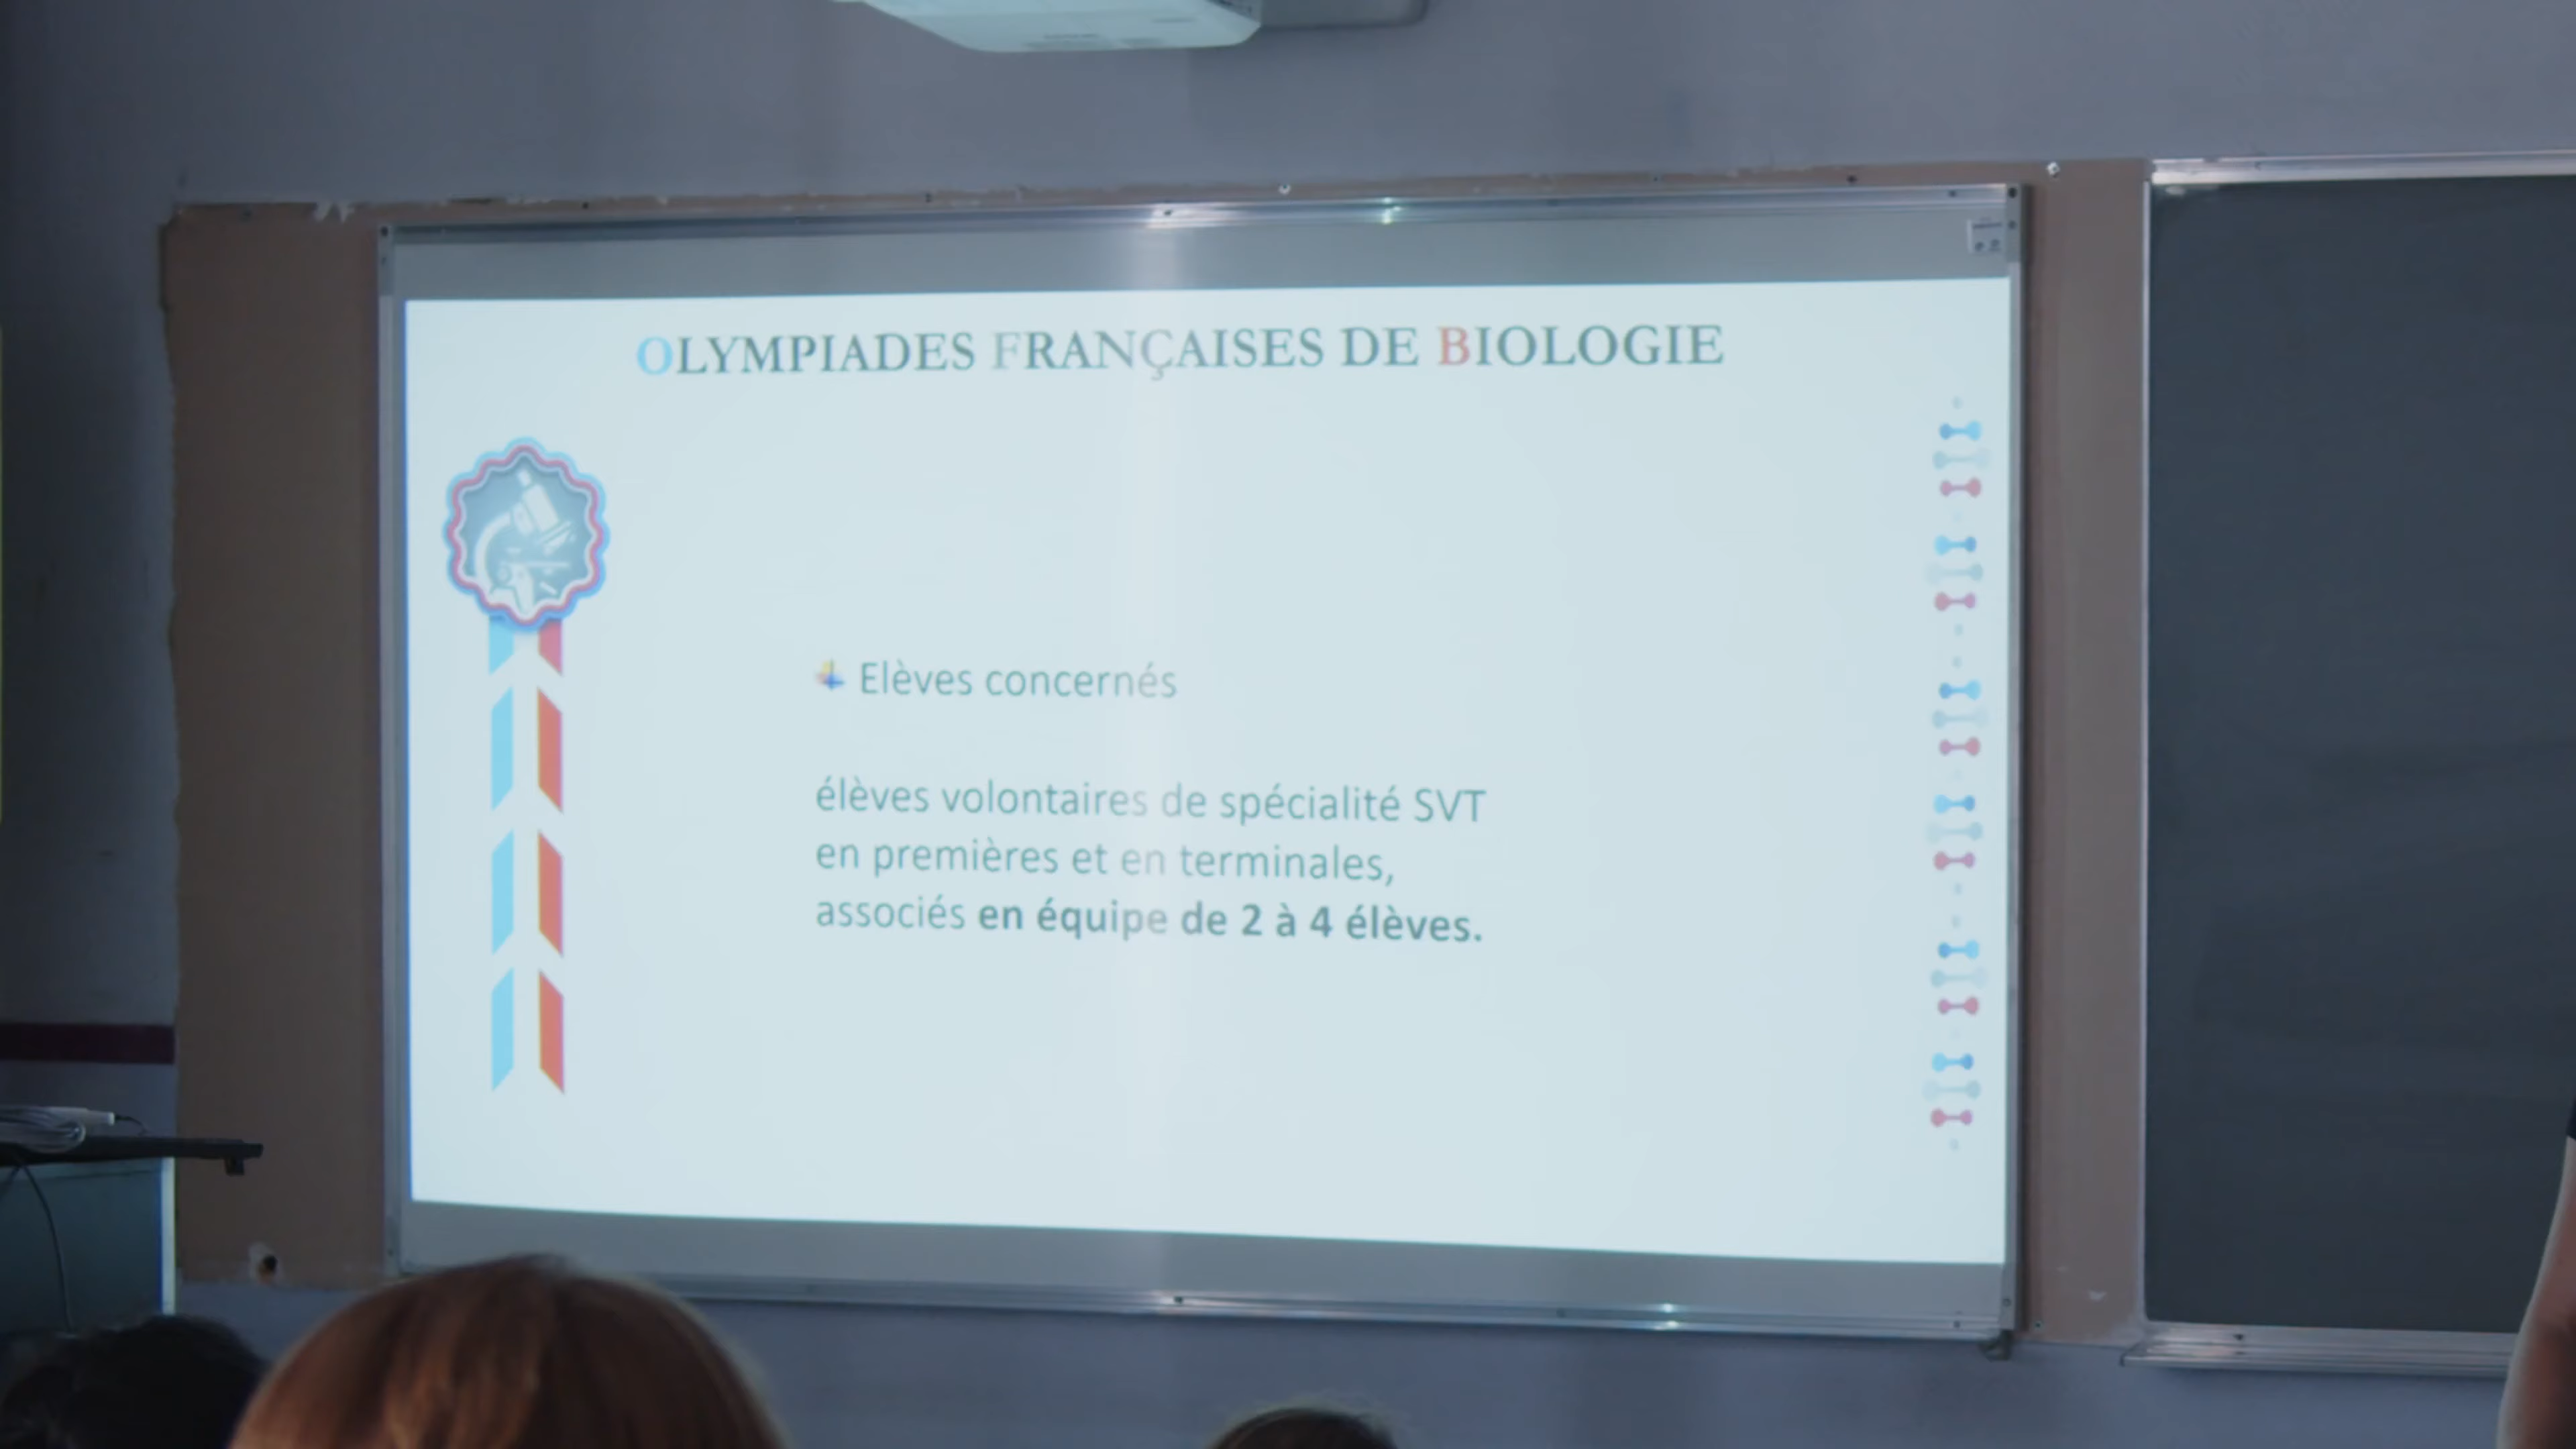 OLYMPIADES FRANÇAISES DE BIOLOGIE
Elèves concernés
élèves volontaires de spécialité SVT
en premières et en terminales,
associés en équipe de 2 à 4 élèves.